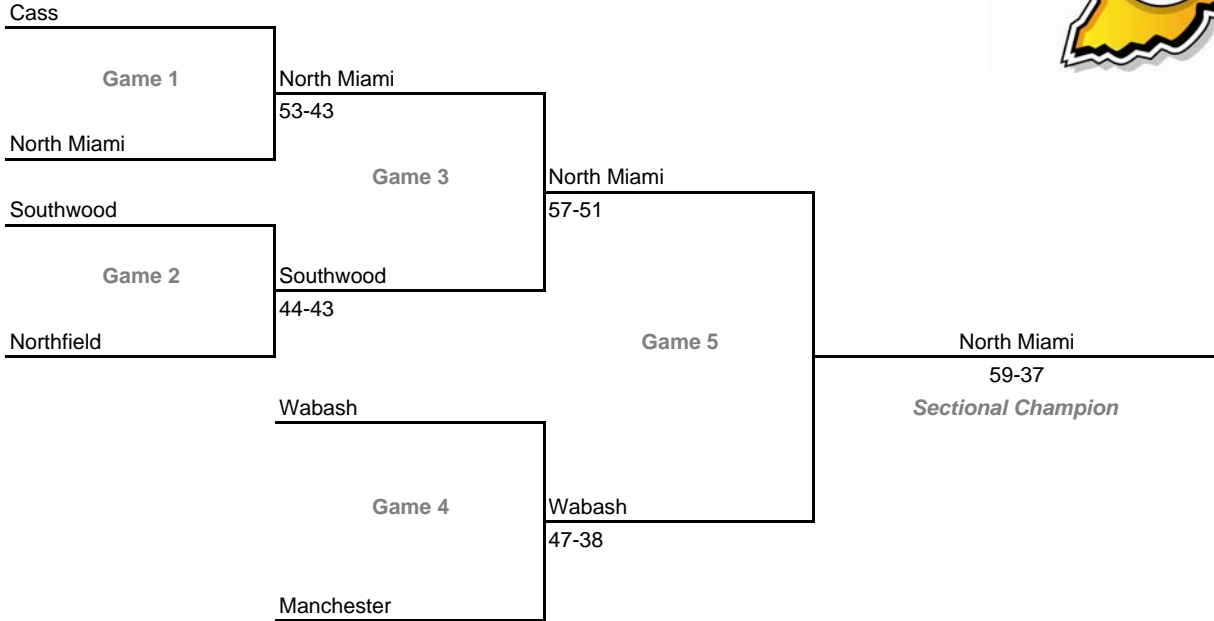 Cass
Game 1
North Miami
53-43
North Miami
Game 3
North Miami
Southwood
57-51
Game 2
Southwood
44-43
Northfield
Game 5
North Miami
59-37
Wabash
Sectional Champion
Game 4
Wabash
47-38
Manchester